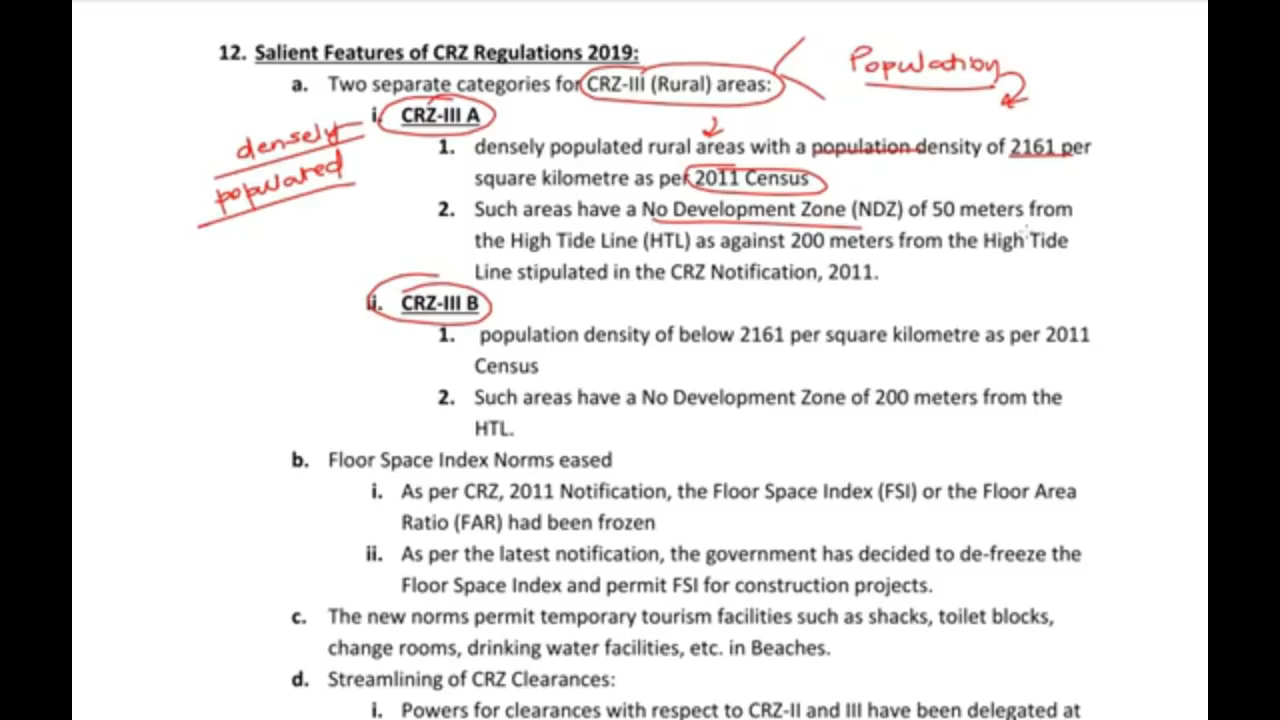 12. Salient Features of CRZ Regulations 2019:
Population
a. Two separate categories for CRZ-III (Rural) areas:
i. CRZ-III A
densely
populated
1. densely populated rural areas with a population density of 2161 per
square kilometre as per 2011 Census
2. Such areas have a No Development Zone (NDZ) of 50 meters from
the High Tide Line (HTL) as against 200 meters from the High Tide
Line stipulated in the CRZ Notification, 2011.
ii. CRZ-III B
1. population density of below 2161 per square kilometre as per 2011
Census
2. Such areas have a No Development Zone of 200 meters from the
HTL.
b. Floor Space Index Norms eased
i. As per CRZ, 2011 Notification, the Floor Space Index (FSI) or the Floor Area
Ratio (FAR) had been frozen
ii. As per the latest notification, the government has decided to de-freeze the
Floor Space Index and permit FSI for construction projects.
c. The new norms permit temporary tourism facilities such as shacks, toilet blocks,
change rooms, drinking water facilities, etc. in Beaches.
d. Streamlining of CRZ Clearances:
i. Powers for clearances with respect to CRZ-II and III have been delegated at